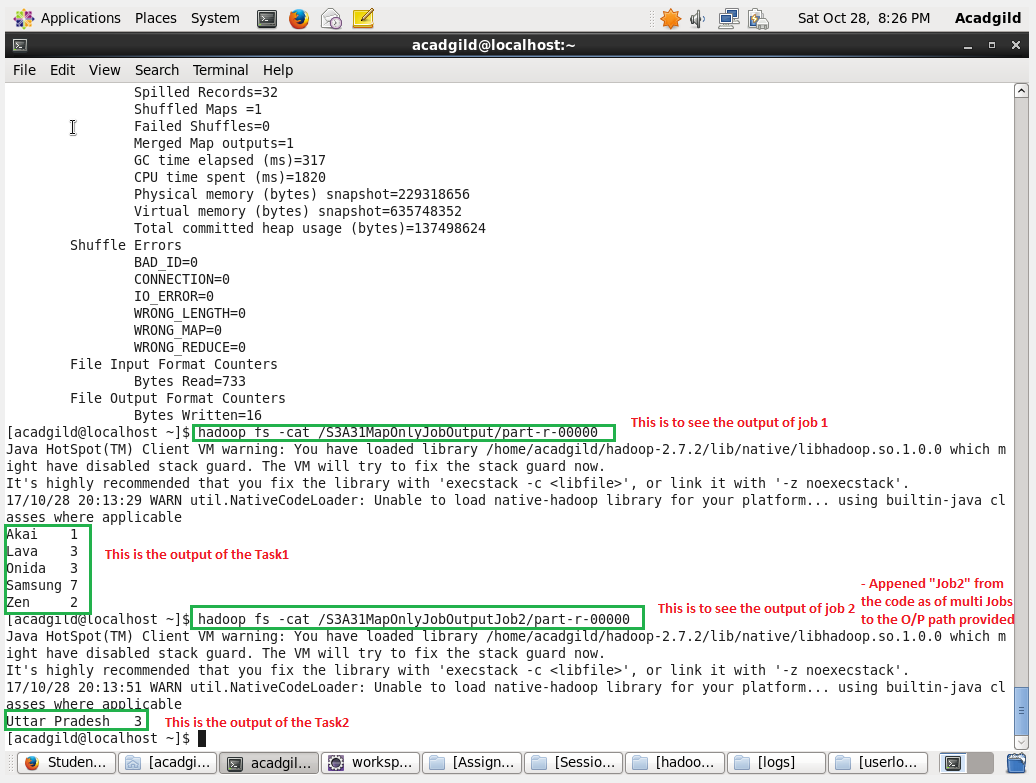 Applications Places System Sat Oct 28, 8:26 PM Acadgild
acadgild@localhost:~
File Edit View Search Terminal Help
Spilled Records=32
Shuffled Maps =1
Failed Shuffles=0
Merged Map outputs=1
GC time elapsed (ms)=317
CPU time spent (ms)=1820
Physical memory (bytes) snapshot=229318656
Virtual memory (bytes) snapshot=635748352
Total committed heap usage (bytes)=137498624
Shuffle Errors
BAD_ID=0
CONNECTION=0
IO_ERROR=0
WRONG_LENGTH=0
WRONG_MAP=0
WRONG_REDUCE=0
File Input Format Counters
Bytes Read=733
File Output Format Counters
Bytes Written=16
This is to see the output of job 1
[acadgild@localhost ~]$ hadoop fs -cat /S3A31MapOnlyJobOutput/part-r-00000
Java HotSpot(TM) Client VM warning: You have loaded library /home/acadgild/hadoop-2.7.2/lib/native/libhadoop.so.1.0.0 which m
ight have disabled stack guard. The VM will try to fix the stack guard now.
It's highly recommended that you fix the library with 'execstack -c <libfile>', or link it with '-z noexecstack'.
17/10/28 20:13:29 WARN util.NativeCodeLoader: Unable to load native-hadoop library for your platform... using builtin-java cl
asses where applicable
Akai 1
Lava 3
This is the output of the Task1
Onida 3
Samsung 7
Zen 2
- Appened "Job2" from
the code as of multi Jobs
to the O/P path provided
This is to see the output of job 2
[acadgild@localhost ~]$ hadoop fs -cat /S3A31MapOnlyJobOutputJob2/part-r-00000
Java HotSpot(TM) Client VM warning: You have loaded library /home/acadgild/hadoop-2.7.2/lib/native/libhadoop.so.1.0.0 which m
ight have disabled stack guard. The VM will try to fix the stack guard now.
It's highly recommended that you fix the library with 'execstack -c <libfile>', or link it with '-z noexecstack'.
17/10/28 20:13:51 WARN util.NativeCodeLoader: Unable to load native-hadoop library for your platform... using builtin-java cl
asses where applicable
Uttar Pradesh 3
This is the output of the Task2
[acadgild@localhost ~]$
Studen... [acadgi... acadgil... worksp... [Assign... [Sessio... [hadoo... [logs] [userlo...